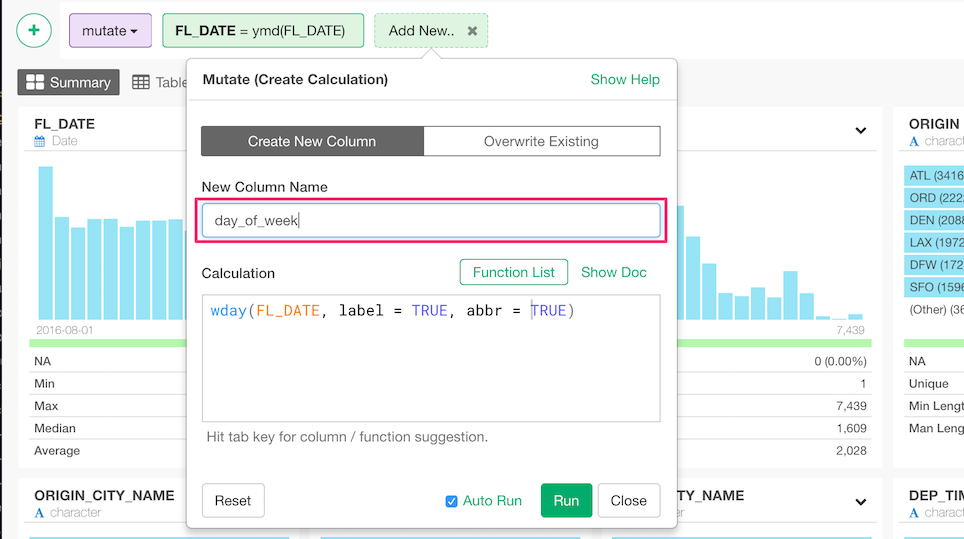 + mutate FL_DATE = ymd(FL_DATE) Add New..
Mutate (Create Calculation) Show Help
Summary Table
Create New Column Overwrite Existing
New Column Name
day_of_week
Calculation Function List Show Doc
wday(FL_DATE, label = TRUE, abbr = TRUE)
Hit tab key for column / function suggestion.
Reset Auto Run Run Close
FL_DATE
Date
2016-08-01 7,439
NA 0 (0.00%)
Min 1
Max 7,439
Median 1,609
Average 2,028
ORIGIN
A charact
ATL (3416
ORD (222
DEN (208
LAX (1972
DFW (172
SFO (1596
(Other) (36
NA
Unique
Min Lengt
Man Leng
ORIGIN_CITY_NAME
A character
TY_NAME
er
DEP_TIM
A charact